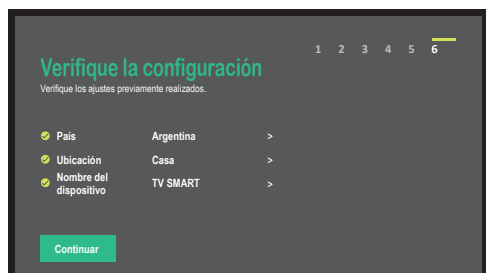 1 2 3 4 5 6
Verifique la configuración
Verifique los ajustes previamente realizados.
País Argentina >
Ubicación Casa >
Nombre del dispositivo TV SMART >
Continuar